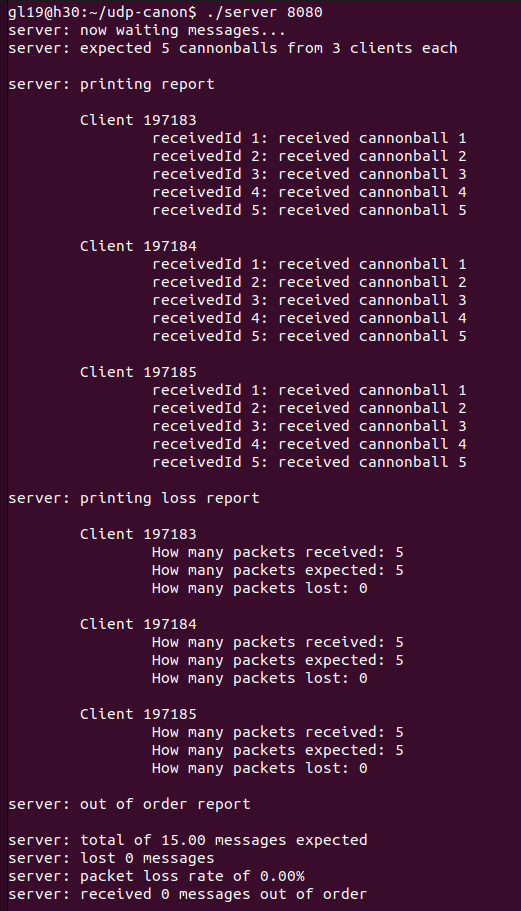 gl19@h30:~/udp-canon$ ./server 8080
server: now waiting messages...
server: expected 5 cannonballs from 3 clients each
server: printing report
Client 197183
receivedId 1: received cannonball 1
receivedId 2: received cannonball 2
receivedId 3: received cannonball 3
receivedId 4: received cannonball 4
receivedId 5: received cannonball 5
Client 197184
receivedId 1: received cannonball 1
receivedId 2: received cannonball 2
receivedId 3: received cannonball 3
receivedId 4: received cannonball 4
receivedId 5: received cannonball 5
Client 197185
receivedId 1: received cannonball 1
receivedId 2: received cannonball 2
receivedId 3: received cannonball 3
receivedId 4: received cannonball 4
receivedId 5: received cannonball 5
server: printing loss report
Client 197183
How many packets received: 5
How many packets expected: 5
How many packets lost: 0
Client 197184
How many packets received: 5
How many packets expected: 5
How many packets lost: 0
Client 197185
How many packets received: 5
How many packets expected: 5
How many packets lost: 0
server: out of order report
server: total of 15.00 messages expected
server: lost 0 messages
server: packet loss rate of 0.00%
server: received 0 messages out of order